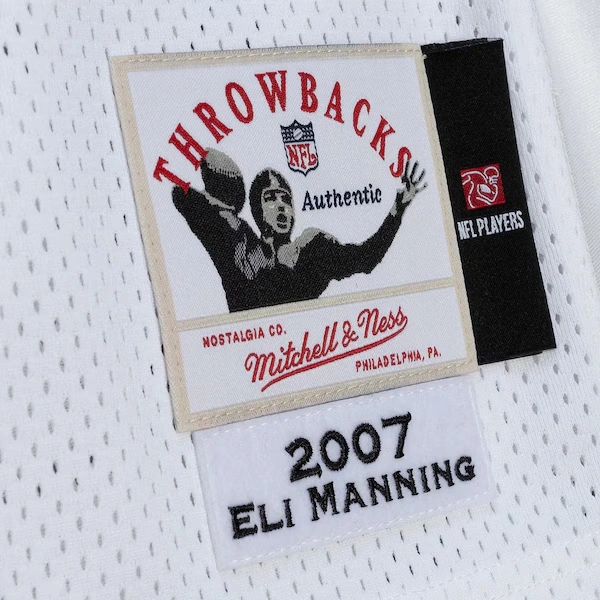 THROWBACKS
NFL
Authentic
NFL PLAYERS
NOSTALGIA CO.
Mitchell & Ness
PHILADELPHIA, PA.
2007
ELI MANNING